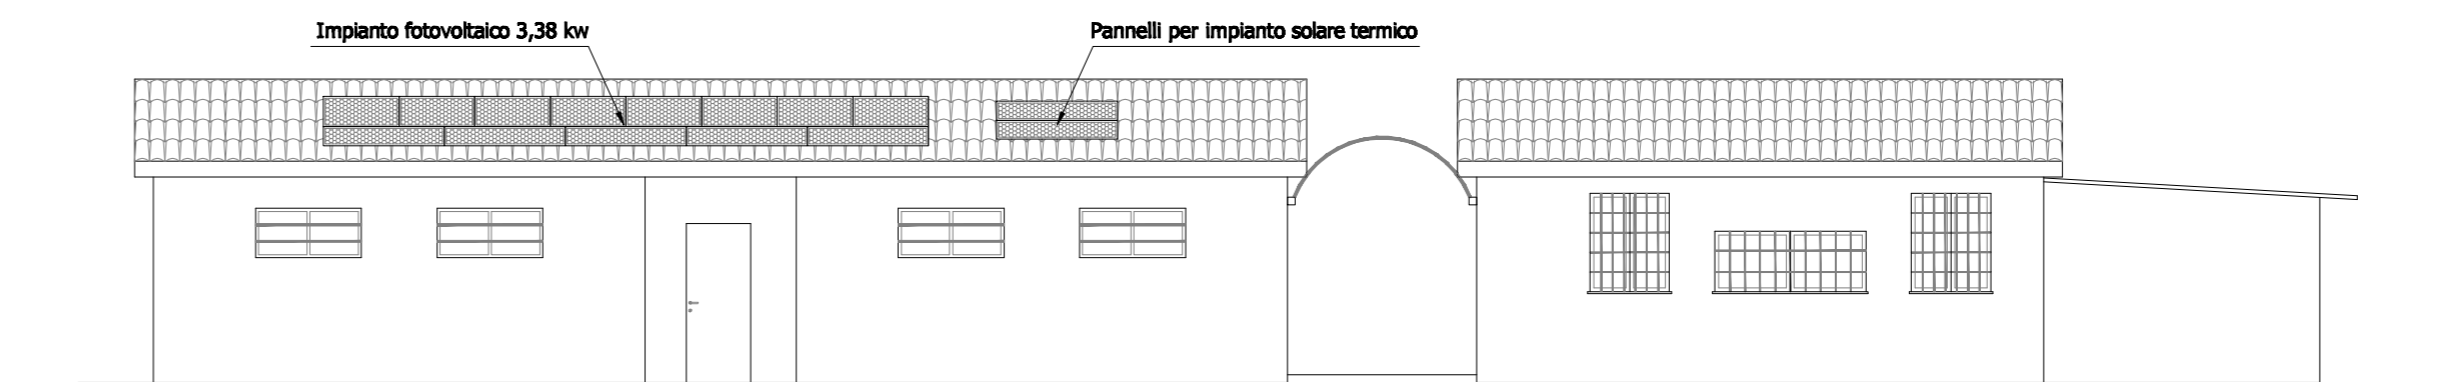 Impianto fotovoltaico 3,38 kw
Pannelli per impianto solare termico